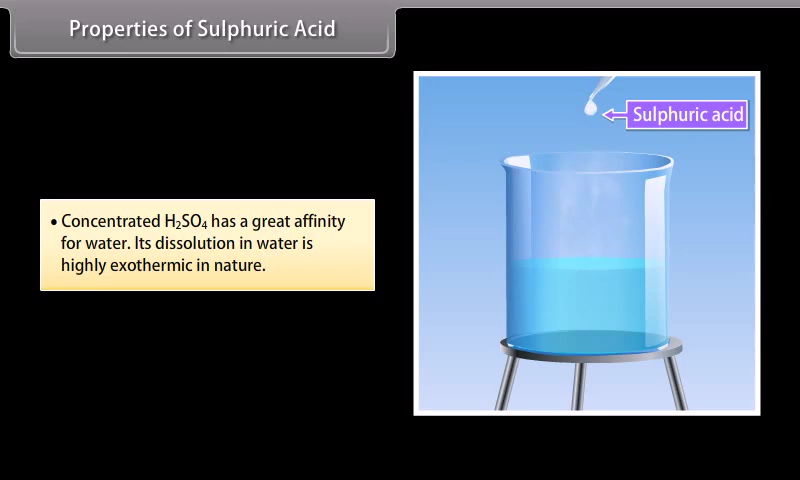 Properties of Sulphuric Acid
Sulphuric acid
• Concentrated H₂SO₄ has a great affinity
for water. Its dissolution in water is
highly exothermic in nature.